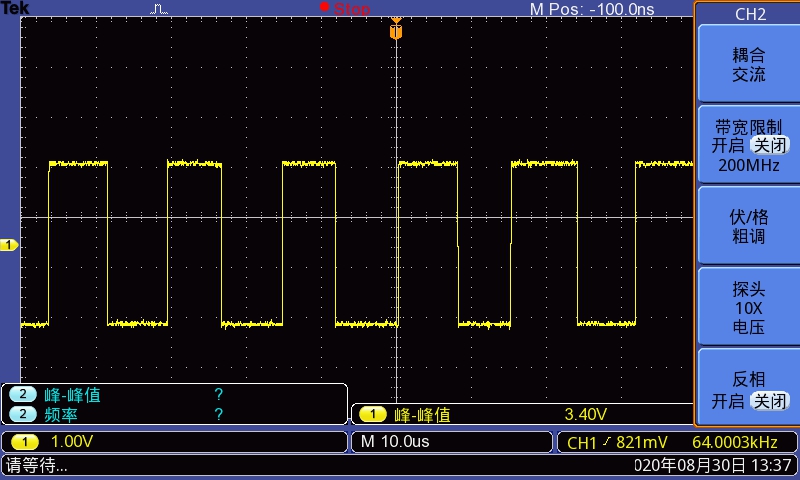 Tek
Stop
M Pos: -100.0ns
CH2
耦合
交流
带宽限制
开启 关闭
200MHz
伏/格
粗调
探头
10X
电压
反相
开启 关闭
T
1
2 峰-峰值 ?
2 频率 ?
1 峰-峰值 3.40V
1 1.00V
M 10.0us
CH1 821mV 64.0003kHz
请等待...
020年08月30日 13:37